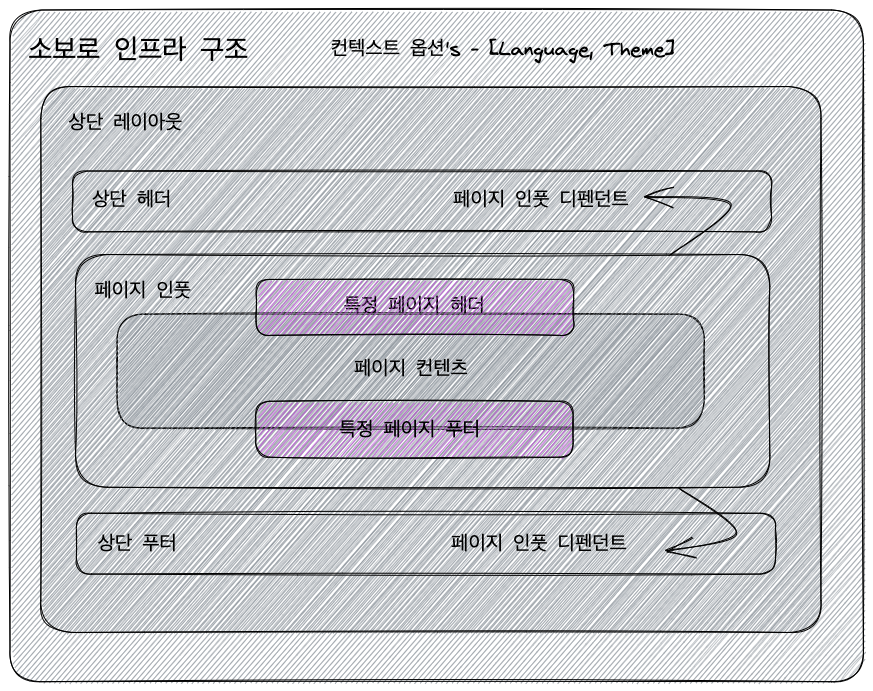 소보로 인프라 구조
컨텍스트 옵션's - [Language, Theme]
상단 레이아웃
상단 헤더
페이지 인풋 디펜던트
페이지 인풋
특정 페이지 헤더
페이지 컨텐츠
특정 페이지 푸터
상단 푸터
페이지 인풋 디펜던트